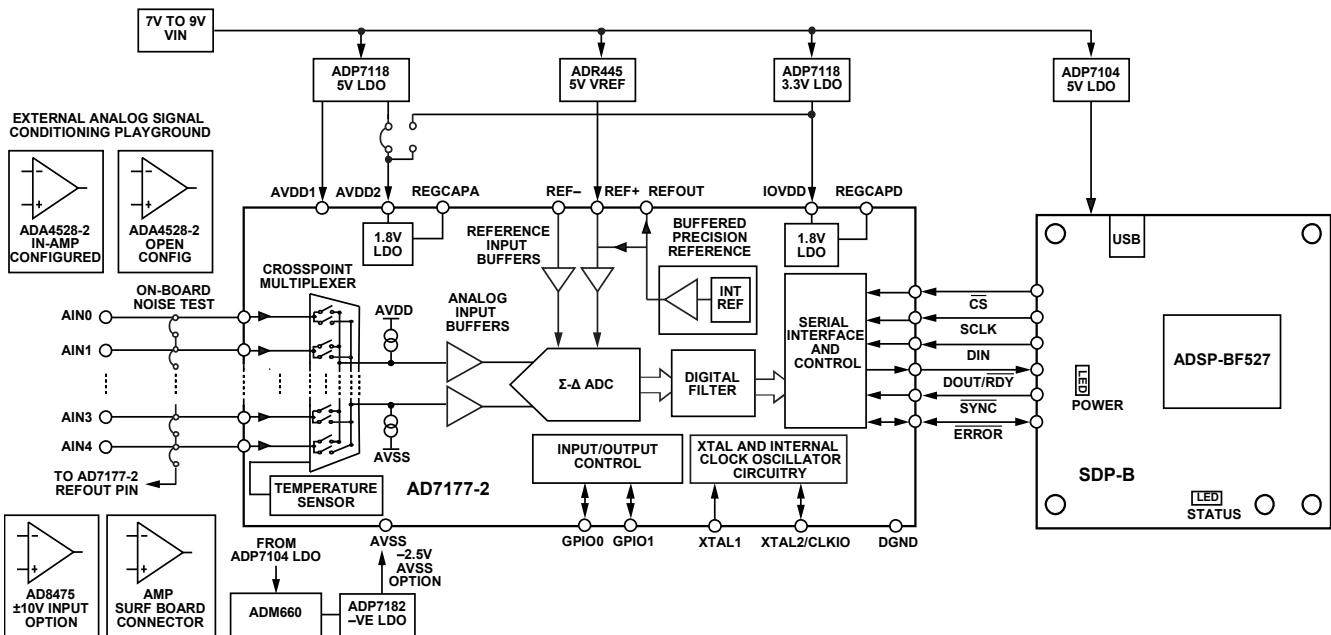 7V TO 9V
VIN
ADP7118
5V LDO
ADR445
5V VREF
ADP7118
3.3V LDO
ADP7104
5V LDO
EXTERNAL ANALOG SIGNAL
CONDITIONING PLAYGROUND
ADA4528-2
IN-AMP
CONFIGURED
ADA4528-2
OPEN
CONFIG
AVDD1
AVDD2
REGCAPA
REF–
REF+
REFOUT
IOVDD
REGCAPD
1.8V
LDO
REFERENCE
INPUT
BUFFERS
BUFFERED
PRECISION
REFERENCE
INT
REF
1.8V
LDO
USB
CROSSPOINT
MULTIPLEXER
ON-BOARD
NOISE TEST
AIN0
AIN1
AIN3
AIN4
TO AD7177-2
REFOUT PIN
AVDD
AVSS
ANALOG
INPUT
BUFFERS
Σ-Δ ADC
DIGITAL
FILTER
SERIAL
INTERFACE
AND
CONTROL
CS
SCLK
DIN
DOUT/RDY
SYNC
ERROR
ADSP-BF527
LED
POWER
SDP-B
LED
STATUS
TEMPERATURE
SENSOR
AD7177-2
INPUT/OUTPUT
CONTROL
XTAL AND INTERNAL
CLOCK OSCILLATOR
CIRCUITRY
AVSS
GPIO0
GPIO1
XTAL1
XTAL2/CLKIO
DGND
AD8475
±10V INPUT
OPTION
AMP
SURF BOARD
CONNECTOR
FROM
ADP7104 LDO
–2.5V
AVSS
OPTION
ADM660
ADP7182
–VE LDO